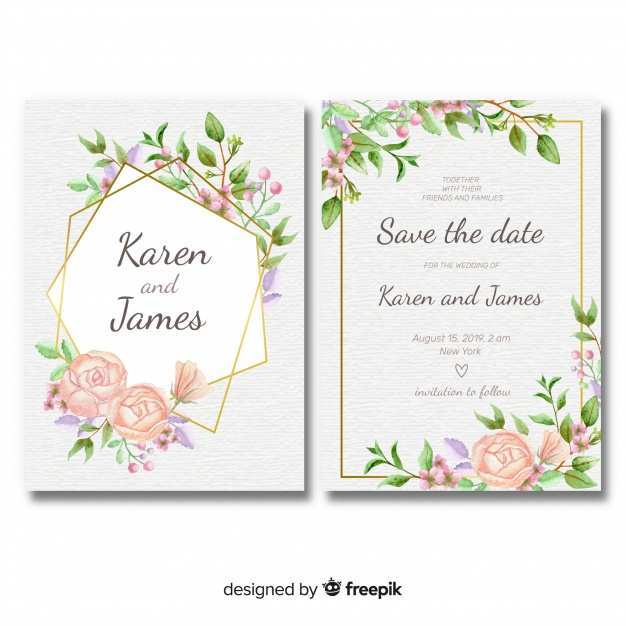 Karen
and
James
TOGETHER
WITH THEIR
FRIENDS AND FAMILIES
Save the date
FOR THE WEDDING OF
Karen and James
August 15, 2019, 2 am
New York
invitation to follow
designed by freepik